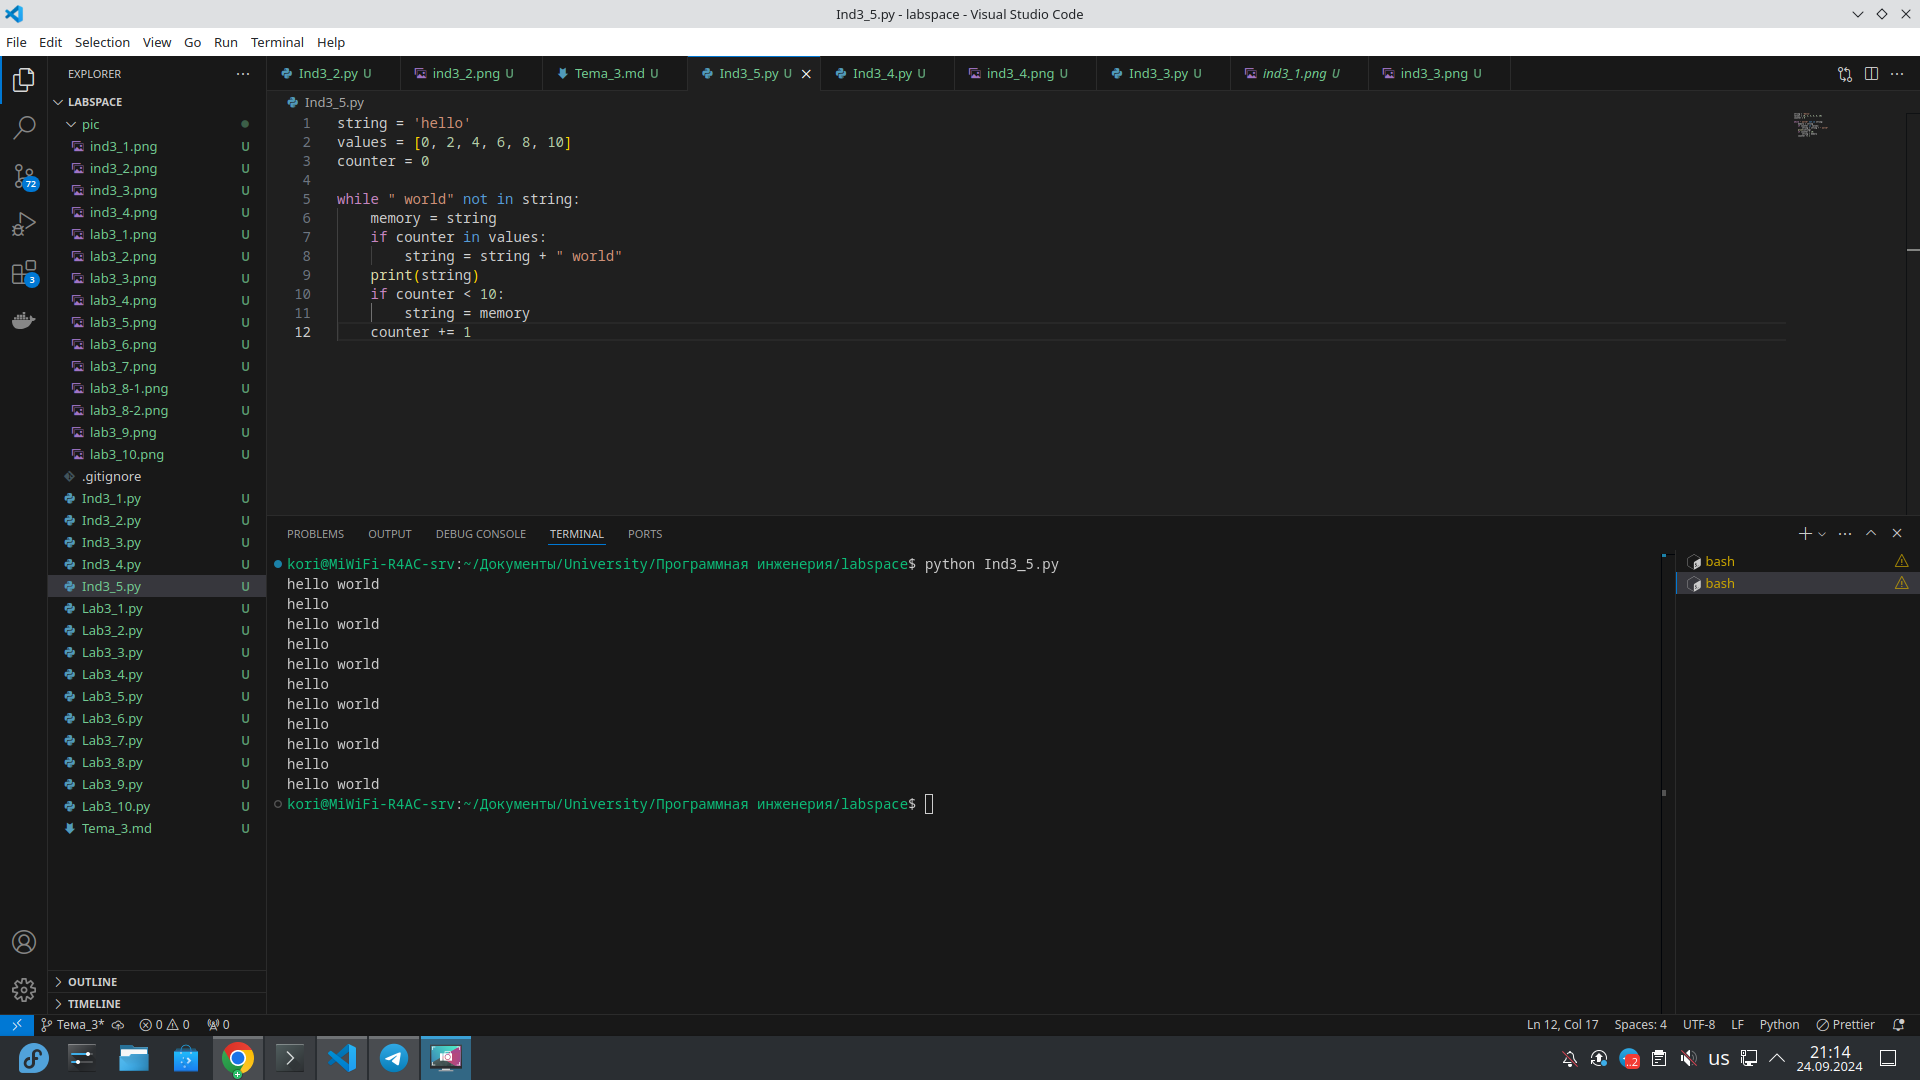 Ind3_5.py - labspace - Visual Studio Code
File Edit Selection View Go Run Terminal Help
EXPLORER
LABSPACE
pic
ind3_1.png U
ind3_2.png U
ind3_3.png U
ind3_4.png U
lab3_1.png U
lab3_2.png U
lab3_3.png U
lab3_4.png U
lab3_5.png U
lab3_6.png U
lab3_7.png U
lab3_8-1.png U
lab3_8-2.png U
lab3_9.png U
lab3_10.png U
.gitignore
Ind3_1.py U
Ind3_2.py U
Ind3_3.py U
Ind3_4.py U
Ind3_5.py U
Lab3_1.py U
Lab3_2.py U
Lab3_3.py U
Lab3_4.py U
Lab3_5.py U
Lab3_6.py U
Lab3_7.py U
Lab3_8.py U
Lab3_9.py U
Lab3_10.py U
Tema_3.md U
OUTLINE
TIMELINE
72
3
Ind3_2.py U ind3_2.png U Tema_3.md U Ind3_5.py U Ind3_4.py U ind3_4.png U Ind3_3.py U ind3_1.png U ind3_3.png U
Ind3_5.py
1 string = 'hello'
2 values = [0, 2, 4, 6, 8, 10]
3 counter = 0
4
5 while " world" not in string:
6 memory = string
7 if counter in values:
8 string = string + " world"
9 print(string)
10 if counter < 10:
11 string = memory
12 counter += 1
PROBLEMS OUTPUT DEBUG CONSOLE TERMINAL PORTS
kori@MiWiFi-R4AC-srv:~/Документы/University/Программная инженерия/labspace$ python Ind3_5.py
hello world
hello
hello world
hello
hello world
hello
hello world
hello
hello world
hello
hello world
kori@MiWiFi-R4AC-srv:~/Документы/University/Программная инженерия/labspace$
bash
bash
Тема_3* 0 0 0
Ln 12, Col 17 Spaces: 4 UTF-8 LF Python Prettier
..2 us 21:14
24.09.2024